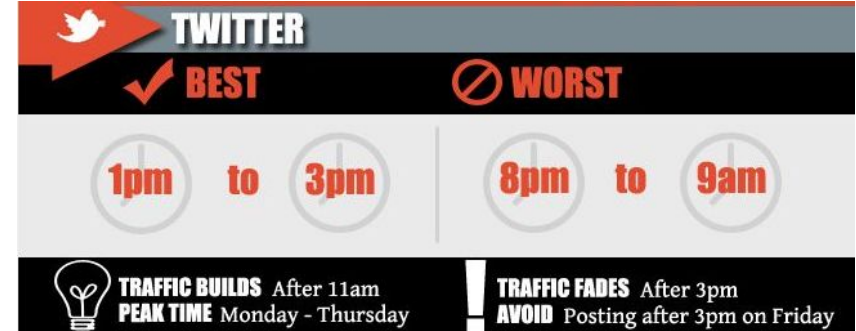 TWITTER
BEST
WORST
1pm to 3pm
8pm to 9am
TRAFFIC BUILDS After 11am
PEAK TIME Monday - Thursday
TRAFFIC FADES After 3pm
AVOID Posting after 3pm on Friday